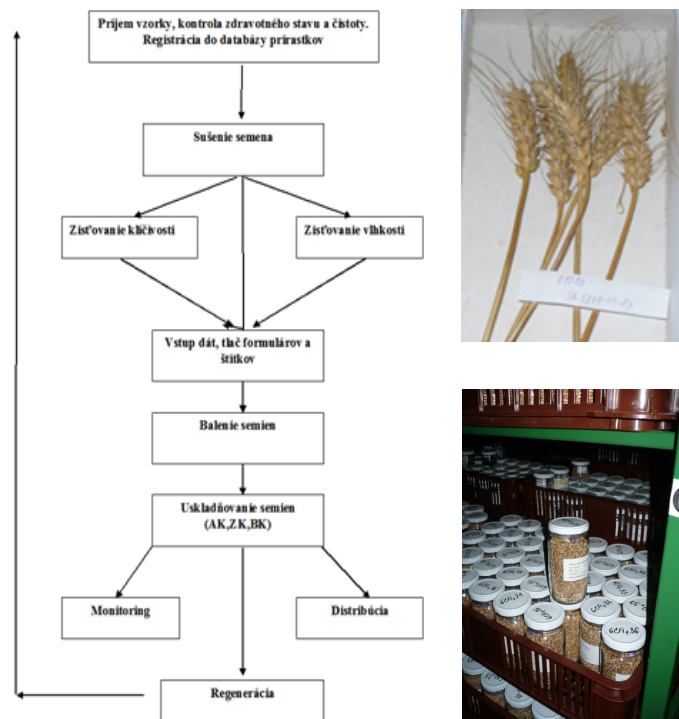 Príjem vzorky, kontrola zdravotného stavu a čistoty.
Registrácia do databázy prírastkov
Sušenie semena
Zisťovanie klíčivosti
Zisťovanie vlhkosti
Vstup dát, tlač formulárov a
štítkov
Balenie semien
Uskladňovanie semien
(AK,ZK,BK)
Monitoring
Distribúcia
Regenerácia